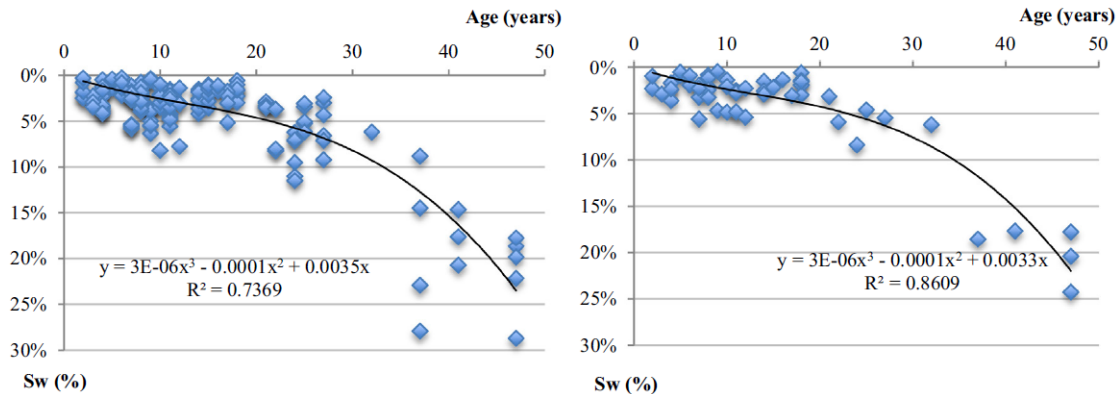 Age (years)
0 10 20 30 40 50
0%
5%
10%
15%
20%
25%
30%
y = 3E-06x³ - 0.0001x² + 0.0035x
R² = 0.7369
Sw (%)
Age (years)
0 10 20 30 40 50
0%
5%
10%
15%
20%
25%
30%
y = 3E-06x³ - 0.0001x² + 0.0033x
R² = 0.8609
Sw (%)